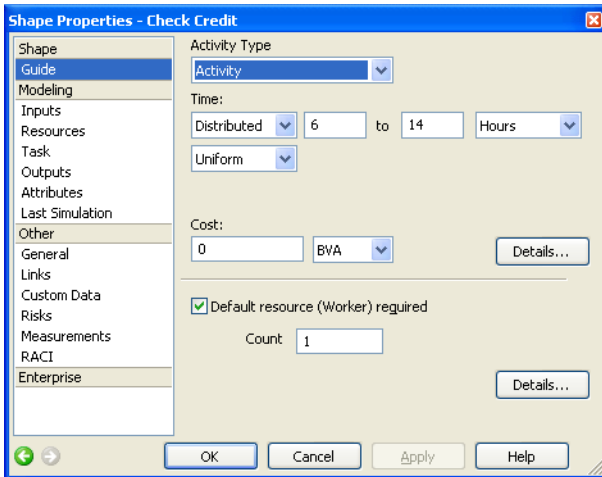 Shape Properties - Check Credit
Shape
Guide
Modeling
Inputs
Resources
Task
Outputs
Attributes
Last Simulation
Other
General
Links
Custom Data
Risks
Measurements
RACI
Enterprise
Activity Type
Activity
Time:
Distributed 6 to 14 Hours
Uniform
Cost:
0 BVA Details...
Default resource (Worker) required
Count 1
Details...
OK Cancel Apply Help